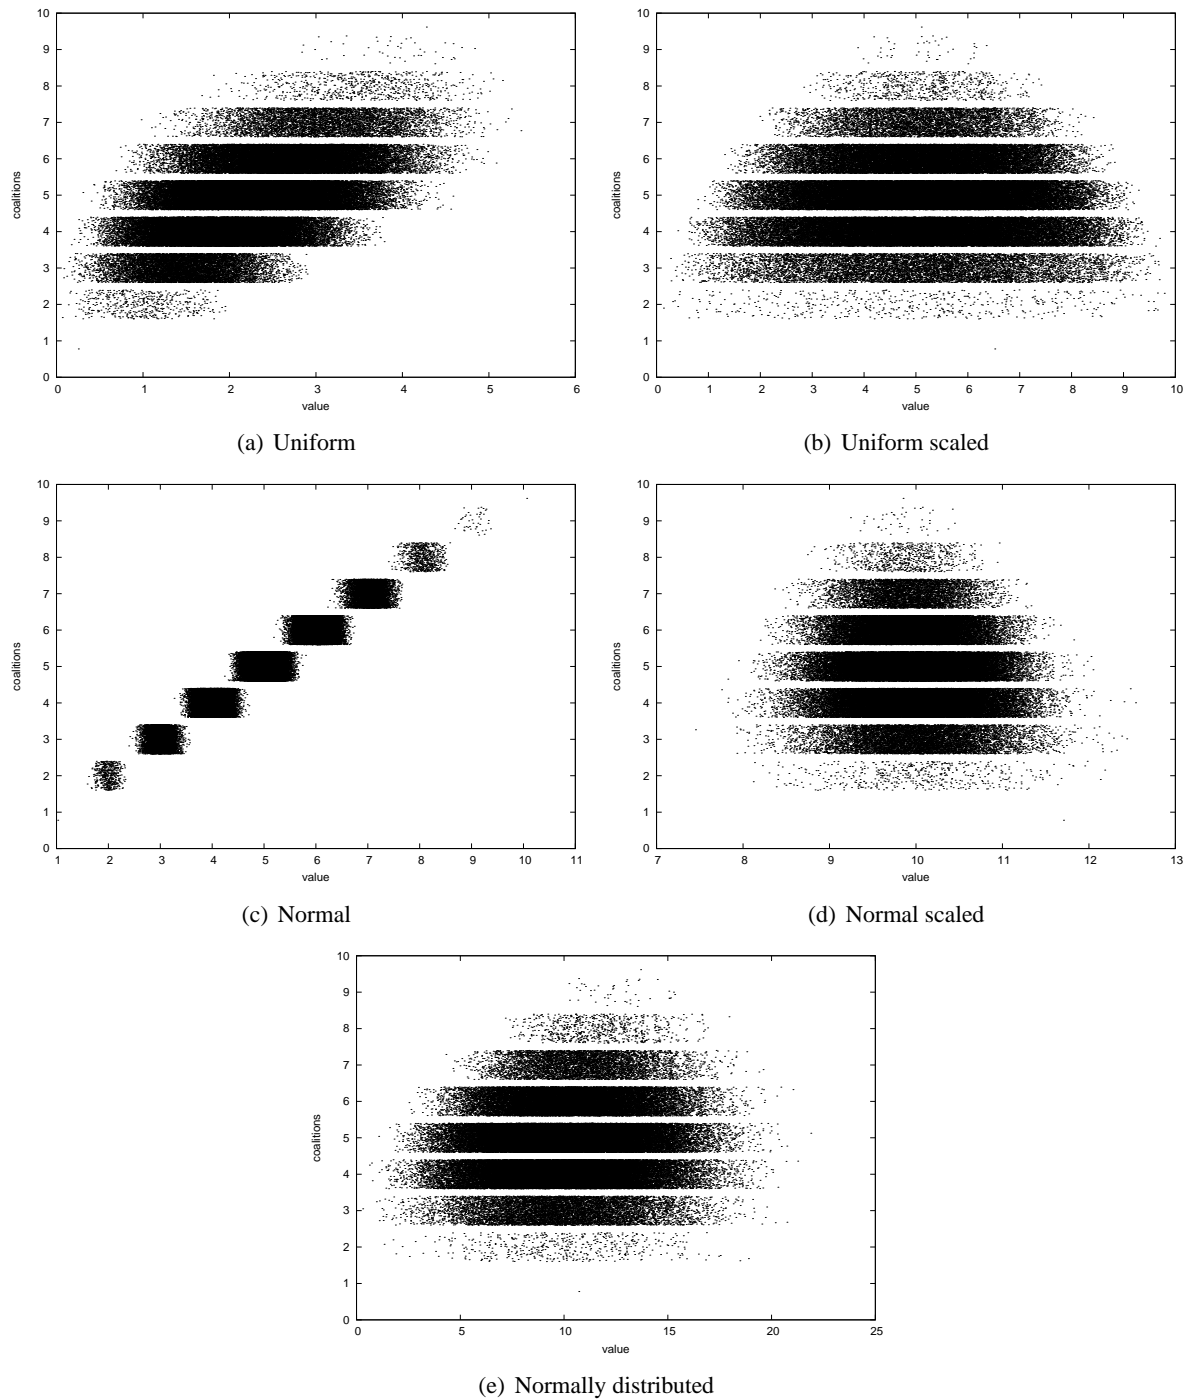 10
9
8
7
6
5
4
3
2
1
0
coalitions
0 1 2 3 4 5 6
value
(a) Uniform
10
9
8
7
6
5
4
3
2
1
0
coalitions
0 1 2 3 4 5 6 7 8 9 10
value
(b) Uniform scaled
10
9
8
7
6
5
4
3
2
1
0
coalitions
1 2 3 4 5 6 7 8 9 10 11
value
(c) Normal
10
9
8
7
6
5
4
3
2
1
0
coalitions
7 8 9 10 11 12 13
value
(d) Normal scaled
10
9
8
7
6
5
4
3
2
1
0
coalitions
0 5 10 15 20 25
value
(e) Normally distributed